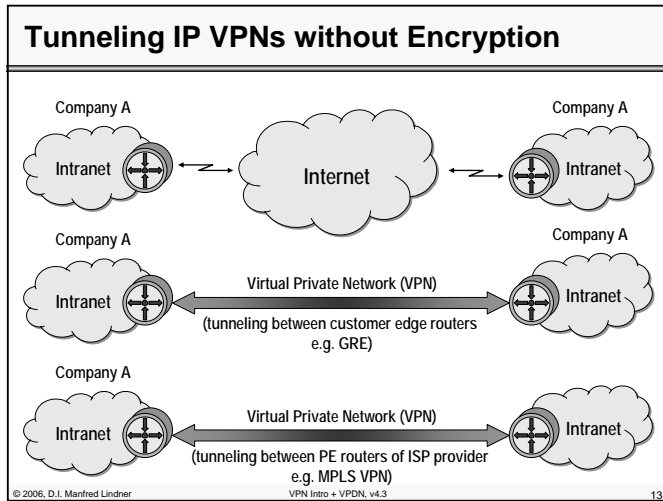 Tunneling IP VPNs without Encryption
Company A
Company A
Intranet
Internet
Intranet
Company A
Company A
Virtual Private Network (VPN)
Intranet
Intranet
(tunneling between customer edge routers
e.g. GRE)
Company A
Virtual Private Network (VPN)
Intranet
Intranet
(tunneling between PE routers of ISP provider
e.g. MPLS VPN)
© 2006, D.I. Manfred Lindner
VPN Intro + VPDN, v4.3
13